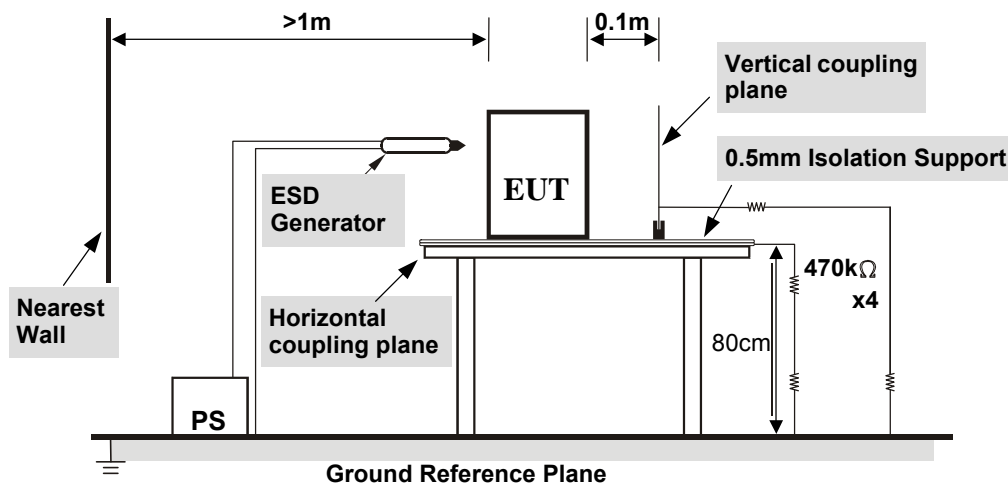 >1m
0.1m
Vertical coupling
plane
0.5mm Isolation Support
ESD
Generator
EUT
Nearest
Wall
Horizontal
coupling plane
470kΩ
x4
80cm
PS
Ground Reference Plane